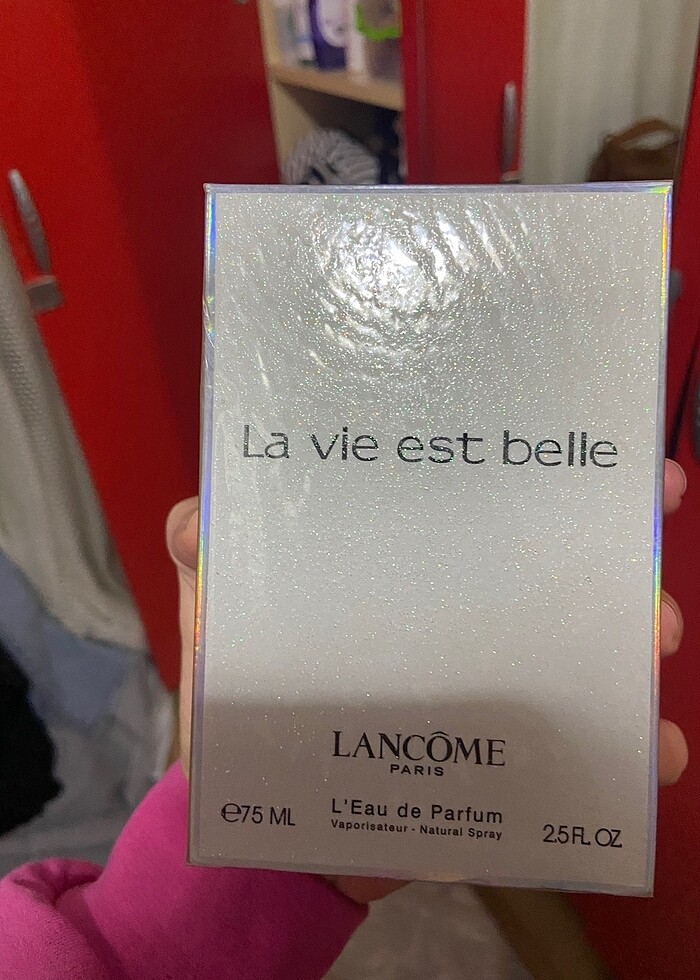 La vie est belle
LANCÔME
PARIS
℮75 ML
L'Eau de Parfum
Vaporisateur - Natural Spray
2.5 FL OZ